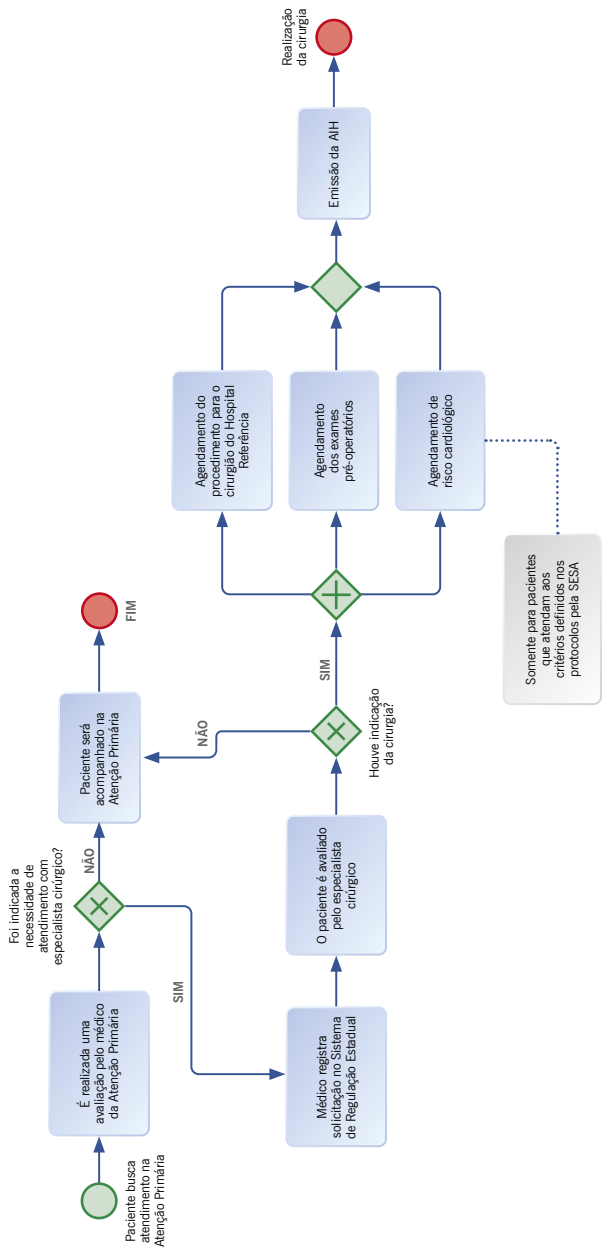 Paciente busca
atendimento na
Atenção Primária
É realizada uma
avaliação pelo médico
da Atenção Primária
Foi indicada a
necessidade de
atendimento com
especialista cirúrgico?
NÃO
Paciente será
acompanhado na
Atenção Primária
FIM
SIM
Médico registra
solicitação no Sistema
de Regulação Estadual
O paciente é avaliado
pelo especialista
cirúrgico
Houve indicação
da cirurgia?
NÃO
SIM
Agendamento do
procedimento para o
cirurgião do Hospital
Referência
Agendamento
dos exames
pré-operatórios
Agendamento de
risco cardiológico
Somente para pacientes
que atendam aos
critérios definidos nos
protocolos pela SESA
Emissão da AIH
Realização
da cirurgia